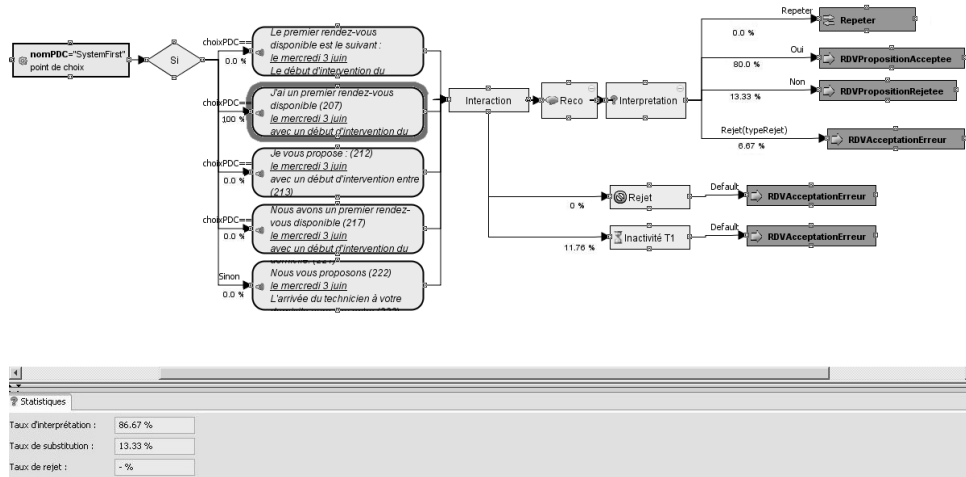 nomPDC="SystemFirst"
point de choix
Si
choixPDC==
0.0 %
Le premier rendez-vous
disponible est le suivant :
le mercredi 3 juin
Le début d'intervention du
choixPDC==
100 %
J'ai un premier rendez-vous
disponible (207)
le mercredi 3 juin
avec un début d'intervention du
choixPDC==
0.0 %
Je vous propose : (212)
le mercredi 3 juin
avec un début d'intervention entre
(213)
choixPDC==
0.0 %
Nous avons un premier rendez-
vous disponible (217)
le mercredi 3 juin
avec un début d'intervention du
Sinon
0.0 %
Nous vous proposons (222)
le mercredi 3 juin
L'arrivée du technicien à votre
Interaction
Reco
Interpretation
Repeter
0.0 %
Repeter
Oui
80.0 %
RDVPropositionAcceptee
Non
13.33 %
RDVPropositionRejetee
Rejet(typeRejet)
6.67 %
RDVAcceptationErreur
0 %
Rejet
Default
RDVAcceptationErreur
11.76 %
Inactivité T1
Default
RDVAcceptationErreur
Statistiques
Taux d'interprétation : 86.67 %
Taux de substitution : 13.33 %
Taux de rejet : - %